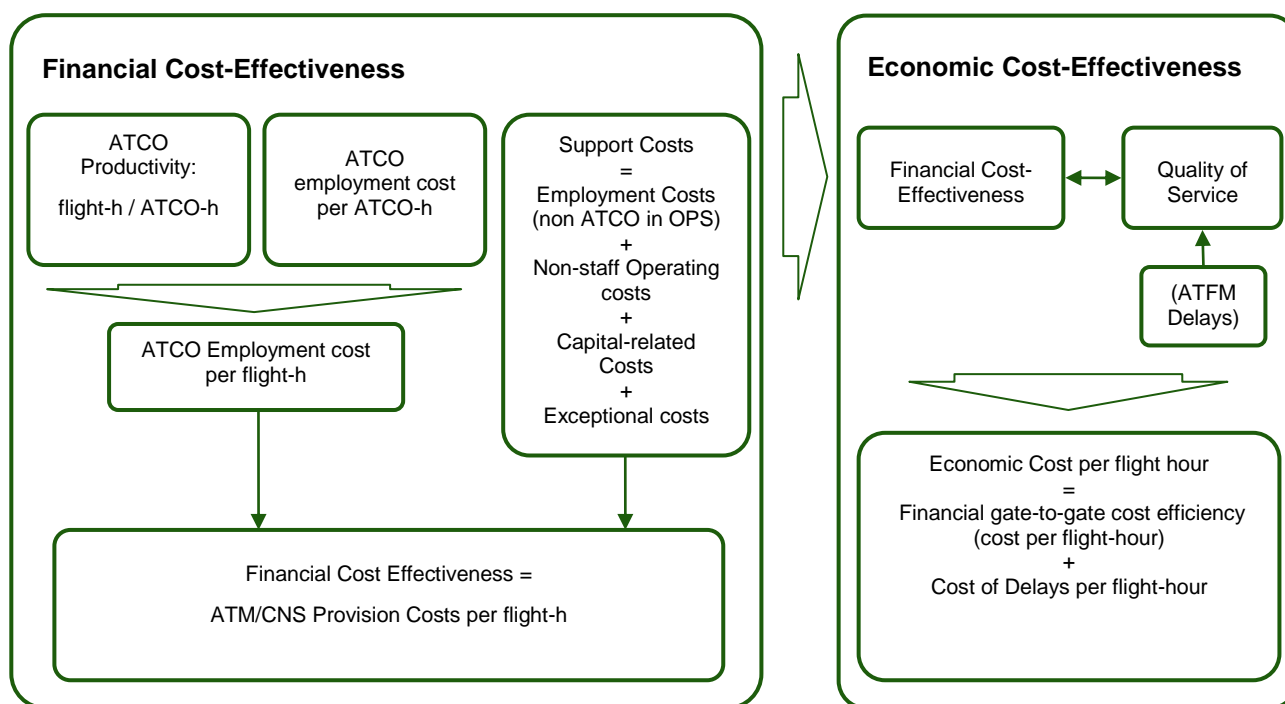 Financial Cost-Effectiveness
ATCO
Productivity:
flight-h / ATCO-h
ATCO
employment cost
per ATCO-h
Support Costs
=
Employment Costs
(non ATCO in OPS)
+
Non-staff Operating
costs
+
Capital-related
Costs
+
Exceptional costs
ATCO Employment cost
per flight-h
Financial Cost Effectiveness =
ATM/CNS Provision Costs per flight-h
Economic Cost-Effectiveness
Financial Cost-
Effectiveness
Quality of
Service
(ATFM
Delays)
Economic Cost per flight hour
=
Financial gate-to-gate cost efficiency
(cost per flight-hour)
+
Cost of Delays per flight-hour